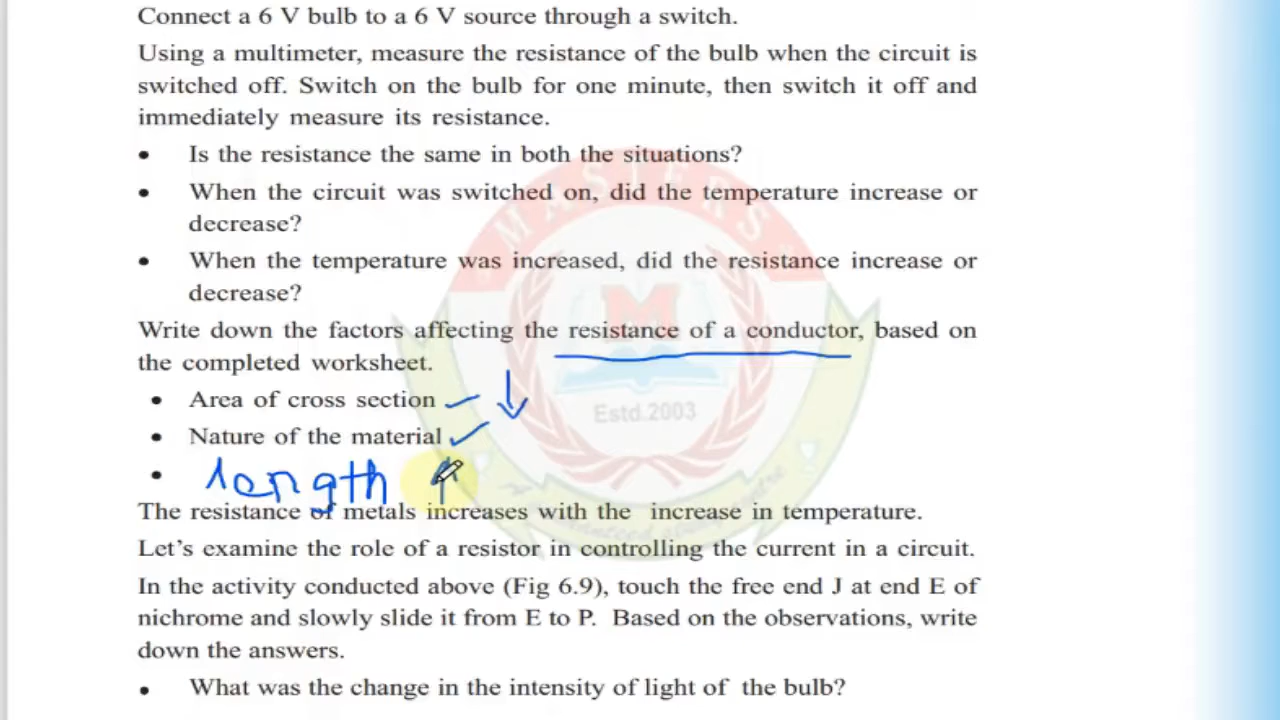 Connect a 6 V bulb to a 6 V source through a switch.
Using a multimeter, measure the resistance of the bulb when the circuit is
switched off. Switch on the bulb for one minute, then switch it off and
immediately measure its resistance.
• Is the resistance the same in both the situations?
• When the circuit was switched on, did the temperature increase or
decrease?
• When the temperature was increased, did the resistance increase or
decrease?
Write down the factors affecting the resistance of a conductor, based on
the completed worksheet.
• Area of cross section
Estd.2003
• Nature of the material
• length
The resistance of metals increases with the increase in temperature.
Let's examine the role of a resistor in controlling the current in a circuit.
In the activity conducted above (Fig 6.9), touch the free end J at end E of
nichrome and slowly slide it from E to P. Based on the observations, write
down the answers.
• What was the change in the intensity of light of the bulb?
MASTERS
M